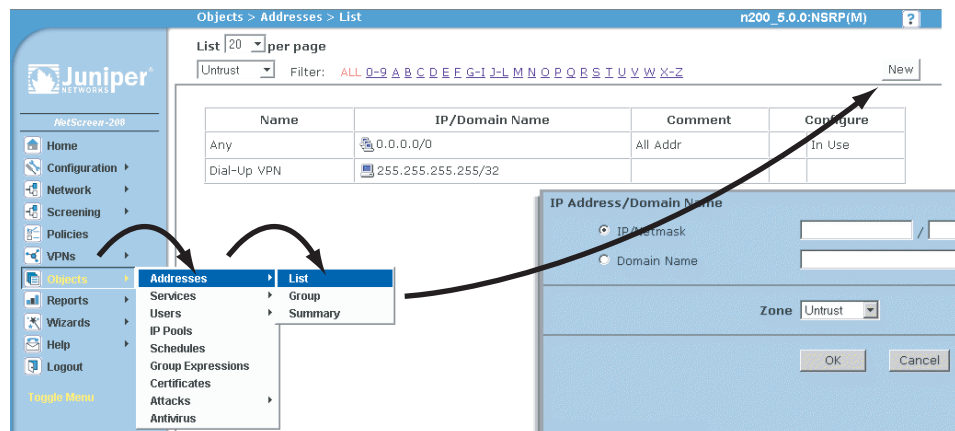 Objects > Addresses > List
n200_5.0.0:NSRP(M)
?
Juniper
NETWORKS
NetScreen-208
List 20 per page
Untrust
Filter: ALL 0-9 A B C D E F G-I J-L M N O P Q R S T U V W X-Z
New
Name IP/Domain Name Comment Configure
Any 0.0.0.0/0 All Addr In Use
Dial-Up VPN 255.255.255.255/32
Home
Configuration
Network
Screening
Policies
VPNs
Objects
Reports
Wizards
Help
Logout
Toggle Menu
Addresses
Services
Users
IP Pools
Schedules
Group Expressions
Certificates
Attacks
Antivirus
List
Group
Summary
IP Address/Domain Name
IP/Netmask /
Domain Name
Zone Untrust
OK Cancel